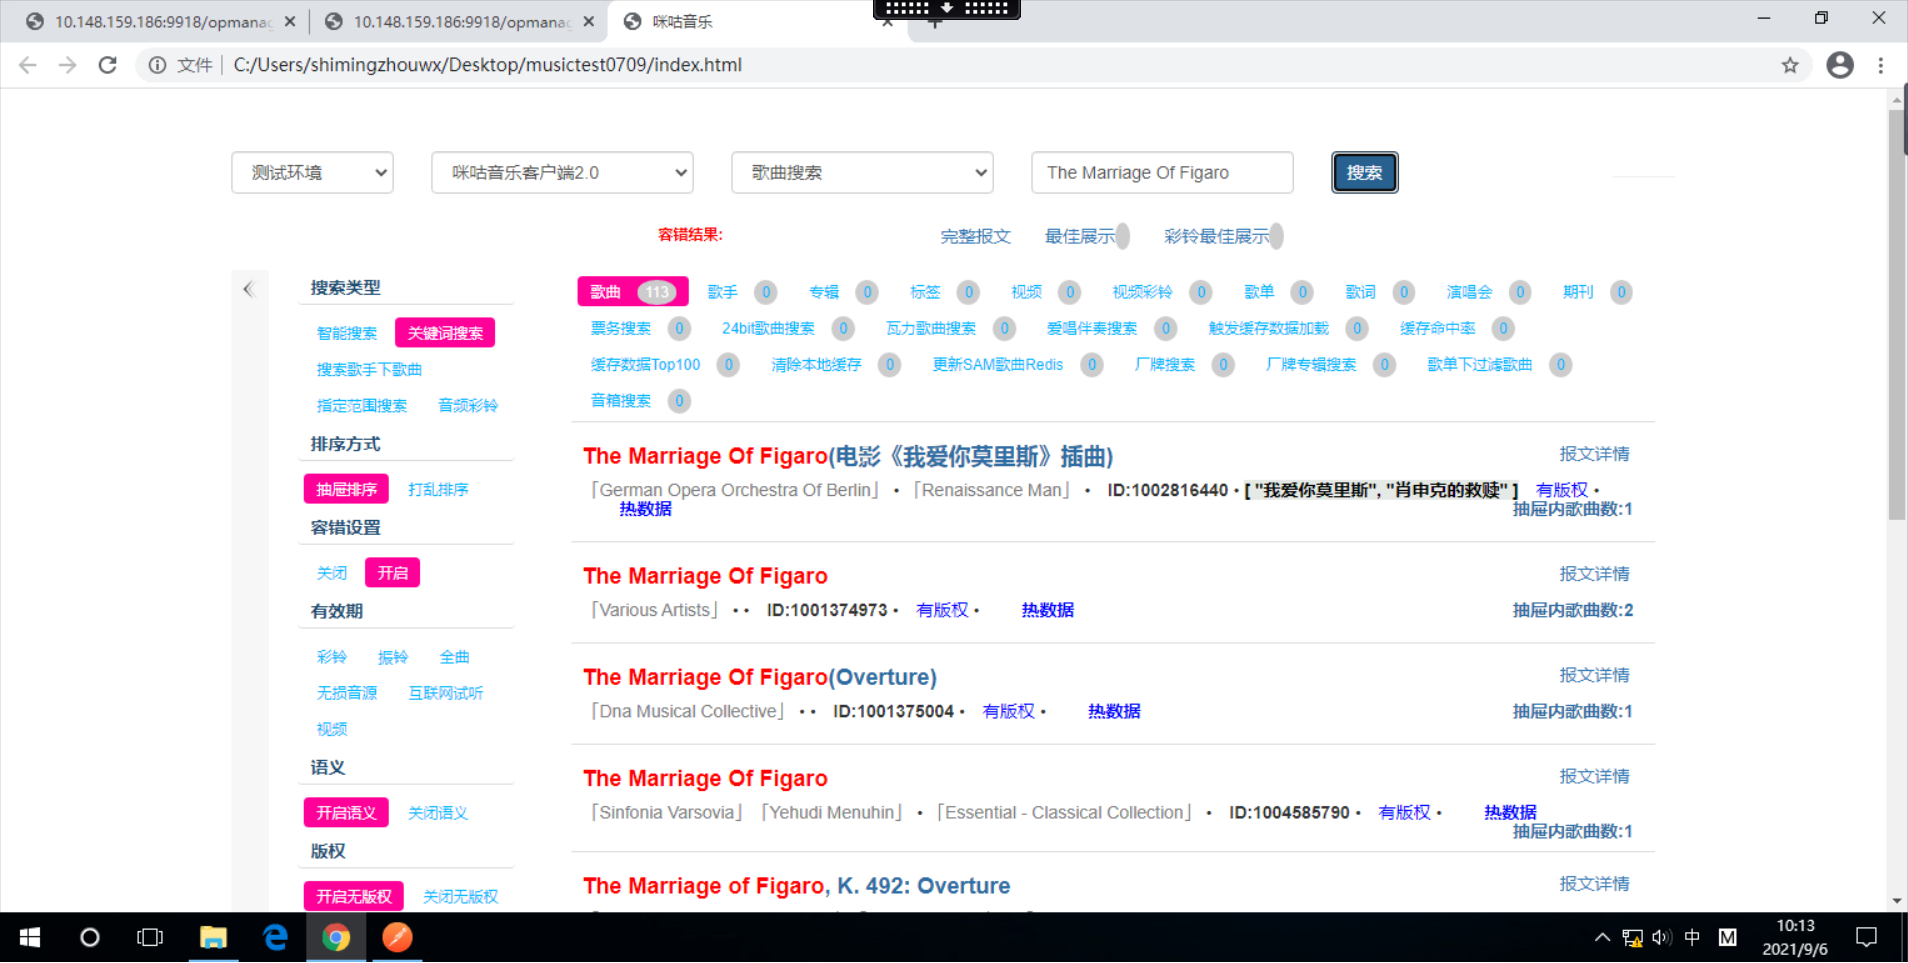 10.148.159.186:9918/opmanag
10.148.159.186:9918/opmanag
咪咕音乐
文件 C:/Users/shimingzhouwx/Desktop/musictest0709/index.html
测试环境 咪咕音乐客户端2.0 歌曲搜索 The Marriage Of Figaro 搜索
容错结果: 完整报文 最佳展示 彩铃最佳展示
搜索类型
智能搜索 关键词搜索
搜索歌手下歌曲
指定范围搜索 音频彩铃
排序方式
抽屉排序 打乱排序
容错设置
关闭 开启
有效期
彩铃 振铃 全曲
无损音源 互联网试听
视频
语义
开启语义 关闭语义
版权
开启无版权 关闭无版权
歌曲 113 歌手 0 专辑 0 标签 0 视频 0 视频彩铃 0 歌单 0 歌词 0 演唱会 0 期刊 0
票务搜索 0 24bit歌曲搜索 0 瓦力歌曲搜索 0 爱唱伴奏搜索 0 触发缓存数据加载 0 缓存命中率 0
缓存数据Top100 0 清除本地缓存 0 更新SAM歌曲Redis 0 厂牌搜索 0 厂牌专辑搜索 0 歌单下过滤歌曲 0
音箱搜索 0
The Marriage Of Figaro(电影《我爱你莫里斯》插曲) 报文详情
「German Opera Orchestra Of Berlin」 • 「Renaissance Man」 • ID:1002816440 • [ "我爱你莫里斯", "肖申克的救赎" ] 有版权 •
热数据 抽屉内歌曲数:1
The Marriage Of Figaro 报文详情
「Various Artists」 • • ID:1001374973 • 有版权 • 热数据 抽屉内歌曲数:2
The Marriage Of Figaro(Overture) 报文详情
「Dna Musical Collective」 • • ID:1001375004 • 有版权 • 热数据 抽屉内歌曲数:1
The Marriage Of Figaro 报文详情
「Sinfonia Varsovia」 「Yehudi Menuhin」 • 「Essential - Classical Collection」 • ID:1004585790 • 有版权 • 热数据
抽屉内歌曲数:1
The Marriage of Figaro, K. 492: Overture 报文详情
中 M 10:13
2021/9/6